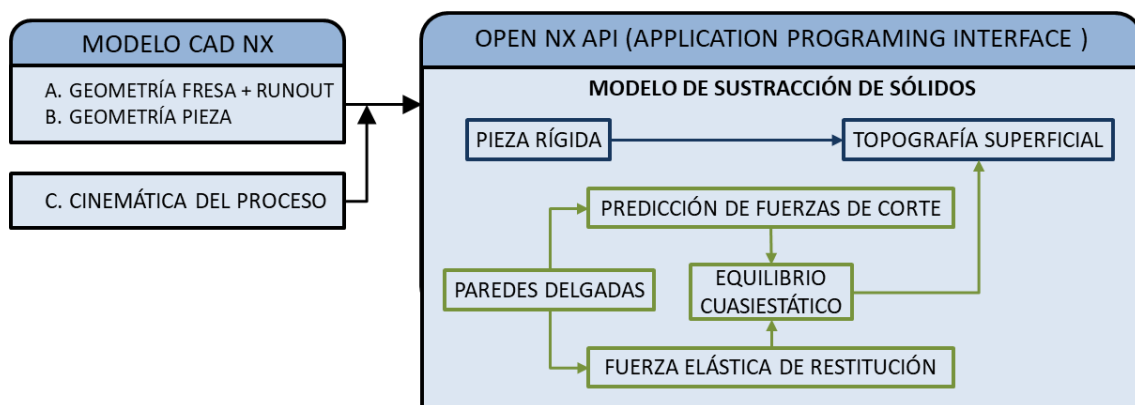 MODELO CAD NX
A. GEOMETRÍA FRESA + RUNOUT
B. GEOMETRÍA PIEZA
C. CINEMÁTICA DEL PROCESO
OPEN NX API (APPLICATION PROGRAMING INTERFACE )
MODELO DE SUSTRACCIÓN DE SÓLIDOS
PIEZA RÍGIDA
TOPOGRAFÍA SUPERFICIAL
PREDICCIÓN DE FUERZAS DE CORTE
PAREDES DELGADAS
EQUILIBRIO
CUASIESTÁTICO
FUERZA ELÁSTICA DE RESTITUCIÓN